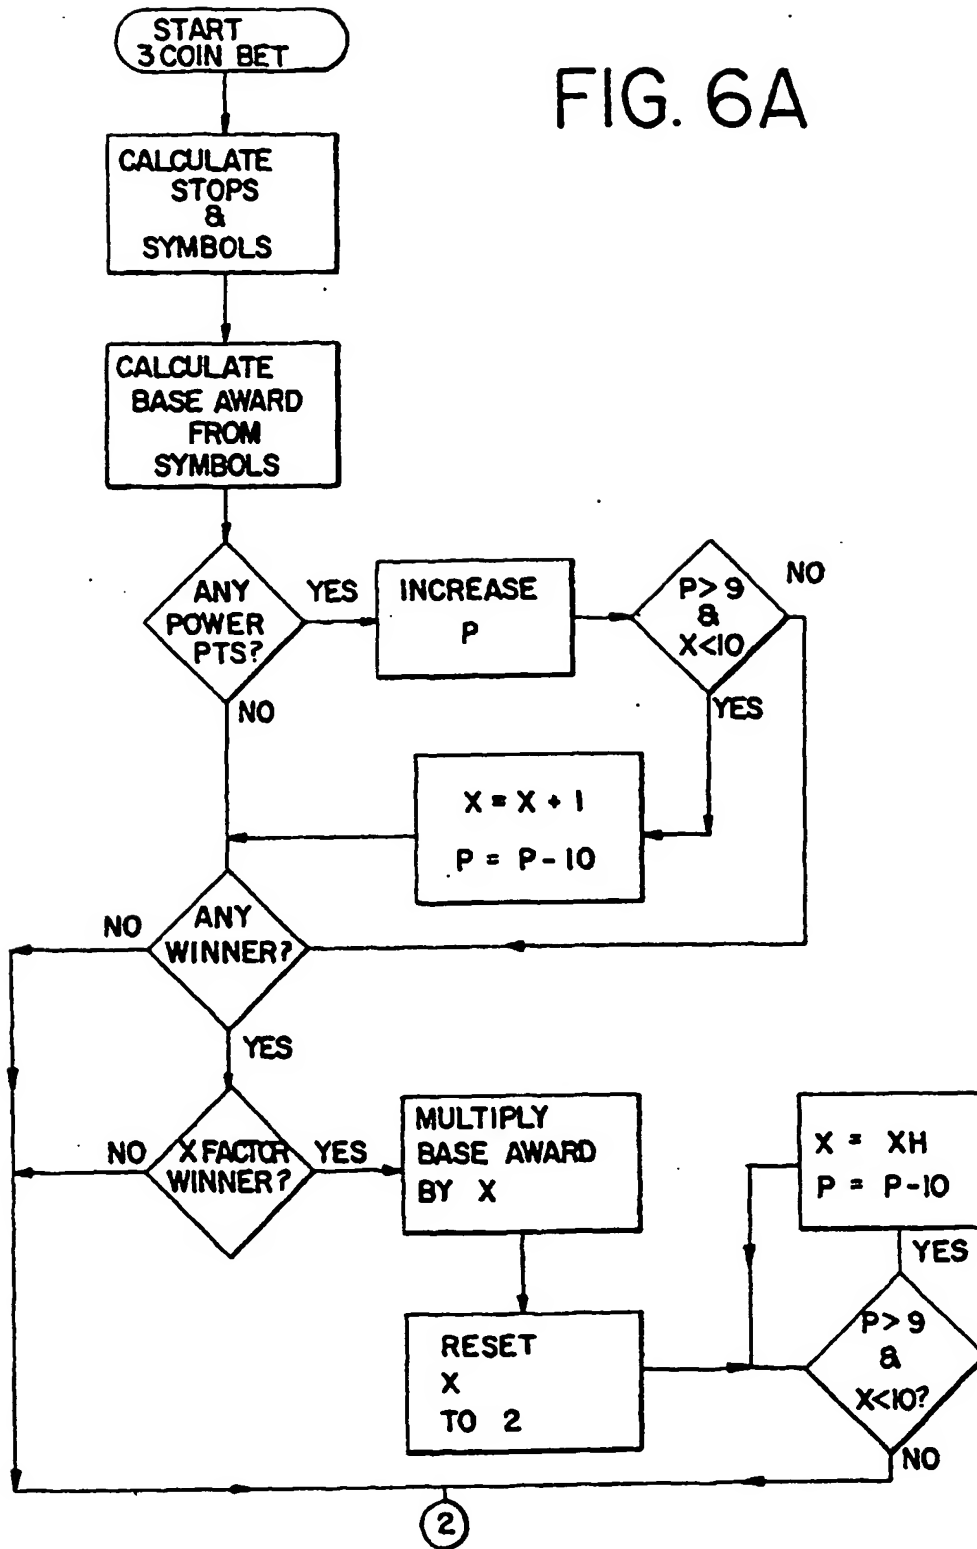 START
3 COIN BET
FIG. 6A
CALCULATE
STOPS
&
SYMBOLS
CALCULATE
BASE AWARD
FROM
SYMBOLS
ANY
POWER
PTS?
YES
INCREASE
P
P > 9
&
X<10
NO
NO
YES
X = X + 1
P = P - 10
NO
ANY
WINNER?
YES
NO
X FACTOR
WINNER?
YES
MULTIPLY
BASE AWARD
BY X
X = XH
P = P-10
YES
RESET
X
TO 2
P > 9
&
X<10?
NO
2